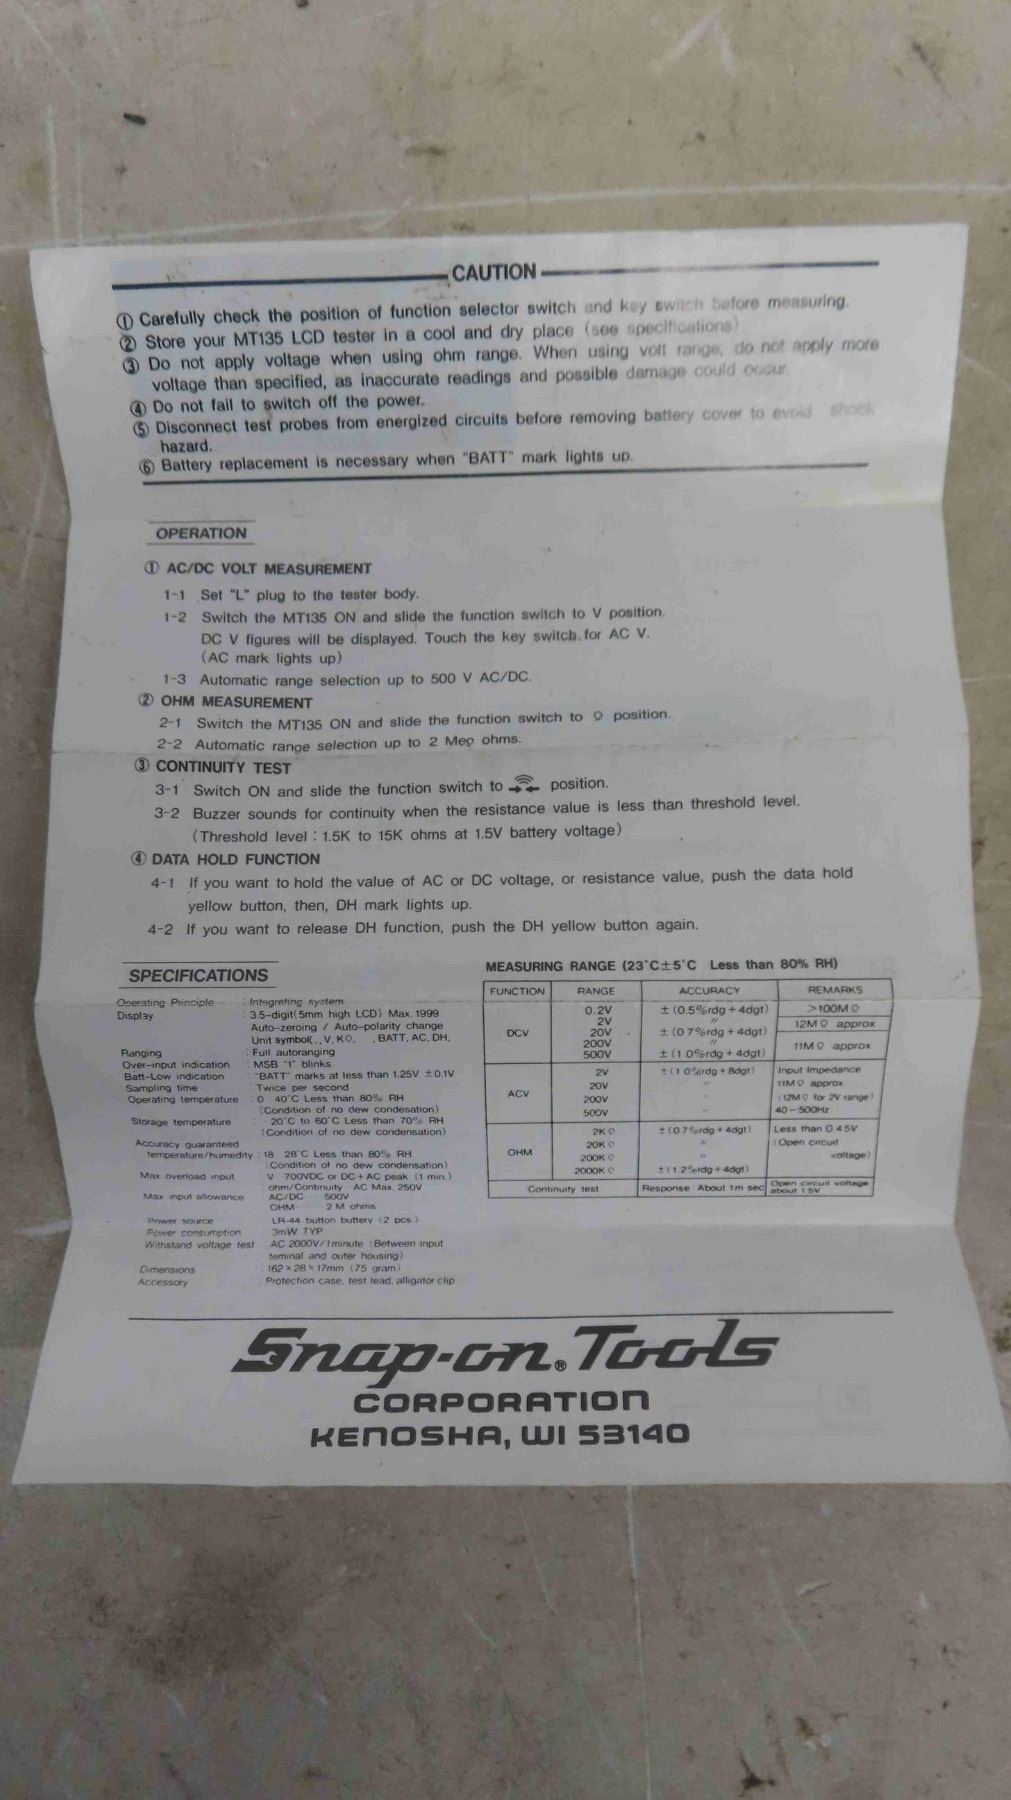 CAUTION
① Carefully check the position of function selector switch and key switch before measuring.
② Store your MT135 LCD tester in a cool and dry place (see specifications)
③ Do not apply voltage when using ohm range. When using volt range, do not apply more
voltage than specified, as inaccurate readings and possible damage could occur
④ Do not fail to switch off the power.
⑤ Disconnect test probes from energized circuits before removing battery cover to avoid shock
hazard.
⑥ Battery replacement is necessary when "BATT" mark lights up.
OPERATION
① AC/DC VOLT MEASUREMENT
1-1 Set "L" plug to the tester body.
1-2 Switch the MT135 ON and slide the function switch to V position.
DC V figures will be displayed. Touch the key switch for AC V.
(AC mark lights up)
1-3 Automatic range selection up to 500 V AC/DC.
② OHM MEASUREMENT
2-1 Switch the MT135 ON and slide the function switch to Ω position.
2-2 Automatic range selection up to 2 Meg ohms.
③ CONTINUITY TEST
3-1 Switch ON and slide the function switch to position.
3-2 Buzzer sounds for continuity when the resistance value is less than threshold level.
(Threshold level : 1.5K to 15K ohms at 1.5V battery voltage)
④ DATA HOLD FUNCTION
4-1 If you want to hold the value of AC or DC voltage, or resistance value, push the data hold
yellow button, then, DH mark lights up.
4-2 If you want to release DH function, push the DH yellow button again.
SPECIFICATIONS
Operating Principle : Integreting system
Display : 3.5-digit(5mm high LCD) Max. 1999
Auto-zeroing / Auto-polarity change
Unit symbol( , V, KΩ, , BATT, AC, DH,
Ranging : Full autoranging
Over-input indication : MSB "1" blinks
Batt-Low indication : "BATT" marks at less than 1.25V ±0.1V
Sampling time : Twice per second
Operating temperature : 0 40°C Less than 80% RH
(Condition of no dew condesation)
Storage temperature : -20°C to 60°C Less than 70% RH
(Condition of no dew condensation)
Accuracy guaranteed
temperature/humedity : 18 28°C Less than 80% RH
(Condition of no dew condensation)
Max overload input V 700VDC or DC+AC peak (1 min.)
ohm/Continuity AC Max 250V
Max input allowance AC/DC 500V
OHM 2 M ohms
Power source LR-44 button buttery (2 pcs.)
Power consumption 3mW TYP
Withstand voltage test AC 2000V/1minute (Between input
teminal and outer housing)
Dimensions : 162×28×17mm (75 gram)
Accessory : Protection case, test lead, alligator clip
MEASURING RANGE (23°C±5°C Less than 80% RH)
FUNCTION RANGE ACCURACY REMARKS
DCV
0.2V ±(0.5%rdg+4dgt) >100MΩ
2V 〃 12MΩ approx
20V ±(0.7%rdg+4dgt)
200V 〃 11MΩ approx
500V ±(1.0%rdg+4dgt)
ACV
2V ±(1.0%rdg+8dgt) Input Impedance
20V 〃 11MΩ approx
200V 〃 (12MΩ for 2V range)
500V 〃 40-500Hz
OHM
2KΩ ±(0.7%rdg+4dgt) Less than 0.45V
20KΩ 〃 (Open circuit
200KΩ 〃 voltage)
2000KΩ ±(1.2%rdg+4dgt)
Continuity test Response About 1m sec Open circuit voltage
about 1.5V
Snap-on® Tools
CORPORATION
KENOSHA, WI 53140